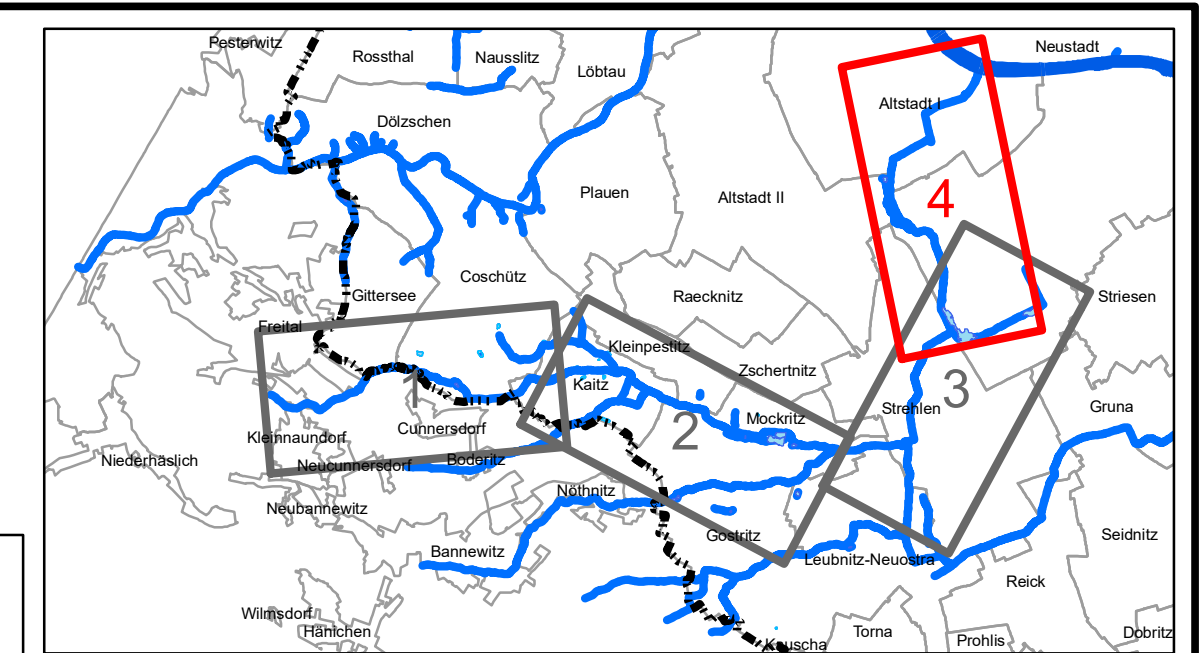 Pesterwitz
Rossthal
Nausslitz
Löbtau
Neustadt
Altstadt I
Dölzschen
Plauen
Altstadt II
4
Coschütz
Gittersee
Raecknitz
Striesen
Freital
Kleinpestitz
Zschertnitz
1
Kaitz
3
Strehlen
Gruna
Mockritz
2
Cunnersdorf
Kleinnaundorf
Niederhäslich
Neucunnersdorf
Boderitz
Nöthnitz
Neubannewitz
Gostritz
Seidnitz
Bannewitz
Leubnitz-Neuostra
Reick
Wilmsdorf
Hänichen
Torna
Prohlis
Dobritz
Kauscha